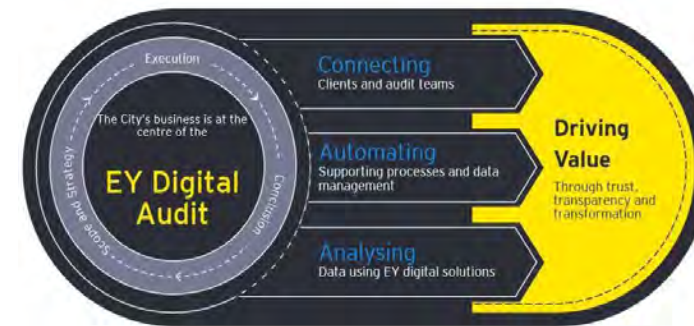 Execution
Scope and Strategy
Conclusion
The City's business is at the
centre of the
EY Digital
Audit
Connecting
Clients and audit teams
Automating
Supporting processes and data
management
Analysing
Data using EY digital solutions
Driving
Value
Through trust,
transparency and
transformation